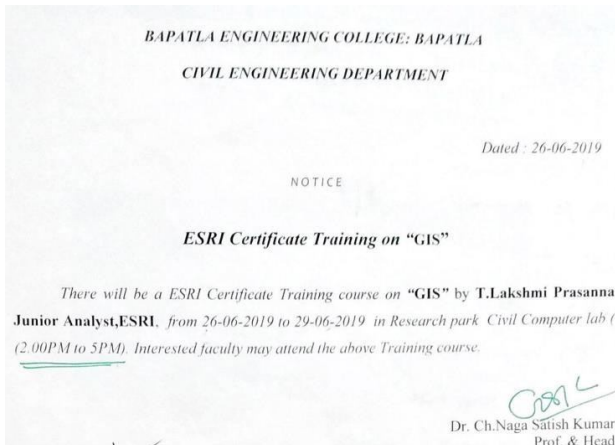 BAPATLA ENGINEERING COLLEGE: BAPATLA
CIVIL ENGINEERING DEPARTMENT
Dated : 26-06-2019
NOTICE
ESRI Certificate Training on “GIS”
There will be a ESRI Certificate Training course on “GIS” by T.Lakshmi Prasanna
Junior Analyst,ESRI, from 26-06-2019 to 29-06-2019 in Research park Civil Computer lab (
(2.00PM to 5PM). Interested faculty may attend the above Training course.
Dr. Ch.Naga Satish Kumar
Prof. & Head